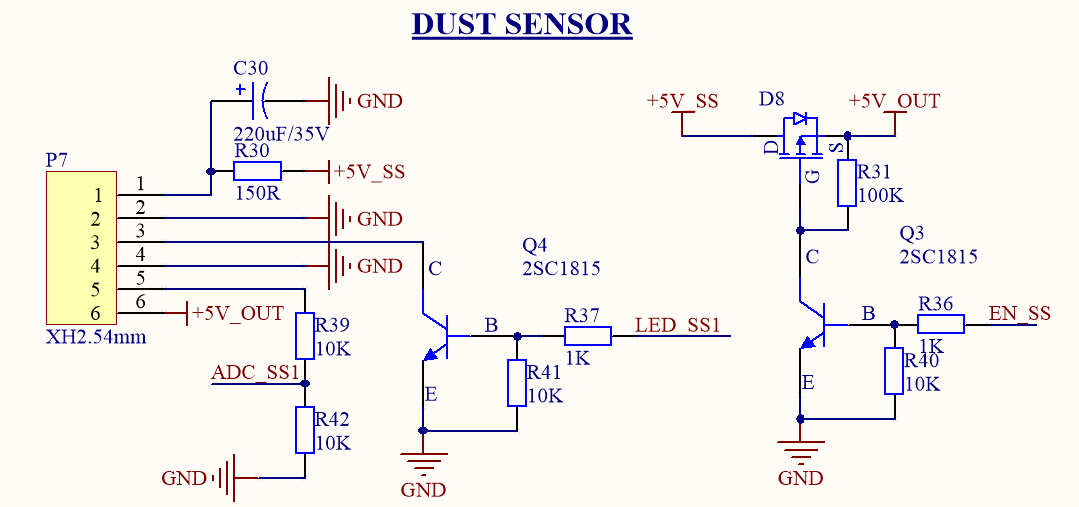 DUST SENSOR
C30
+
GND
220uF/35V
R30
+5V_SS
150R
P7
1 1
2 2
GND
3 3
4 4
GND
5 5
6 6
+5V_OUT
XH2.54mm
R39
10K
ADC_SS1
R42
10K
GND
Q4
2SC1815
C
B
R37
LED_SS1
1K
R41
10K
E
GND
+5V_SS
D8
+5V_OUT
D
S
G
R31
100K
Q3
2SC1815
C
B
R36
EN_SS
1K
R40
10K
E
GND